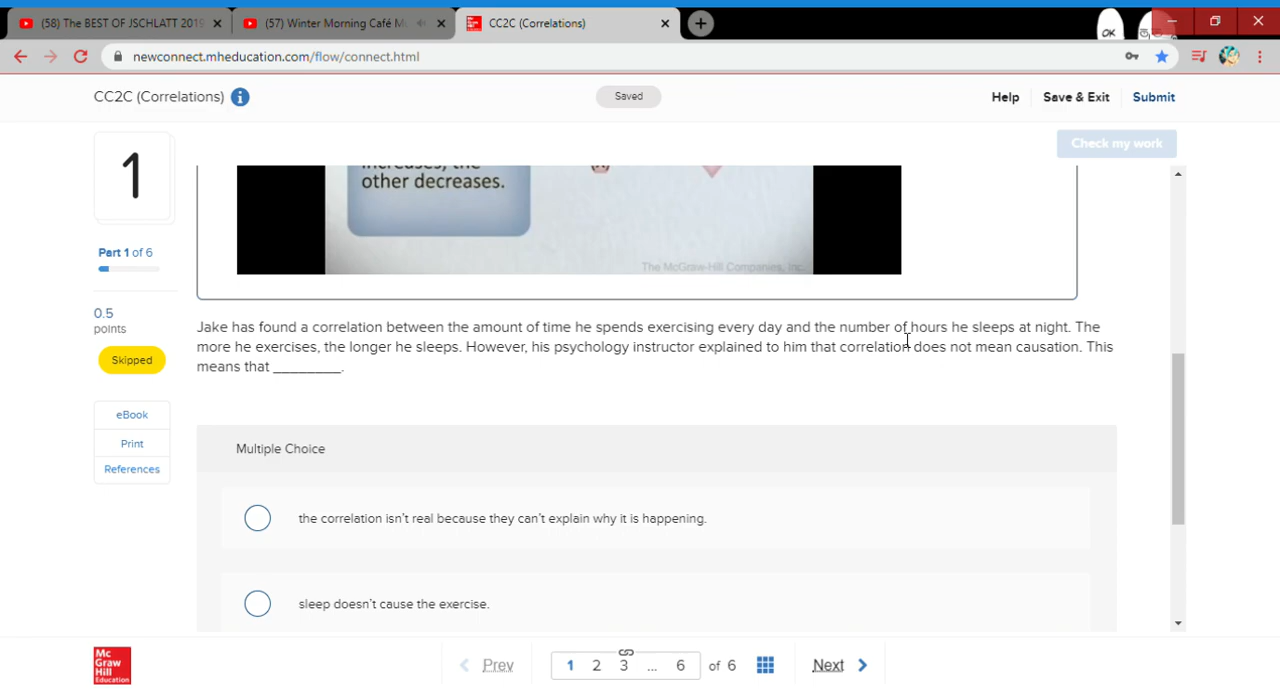 (58) The BEST OF JSCHLATT 2019
(57) Winter Morning Café M
CC2C (Correlations)
OK
newconnect.mheducation.com/flow/connect.html
CC2C (Correlations)
Saved
Help
Save & Exit
Submit
1
Check my work
Part 1 of 6
0.5
points
Skipped
eBook
Print
References
other decreases.
The McGraw-Hill Companies, Inc.
Jake has found a correlation between the amount of time he spends exercising every day and the number of hours he sleeps at night. The
more he exercises, the longer he sleeps. However, his psychology instructor explained to him that correlation does not mean causation. This
means that ________.
Multiple Choice
the correlation isn't real because they can't explain why it is happening.
sleep doesn't cause the exercise.
Mc
Graw
Hill
Education
Prev
1 2 3 ... 6 of 6
Next